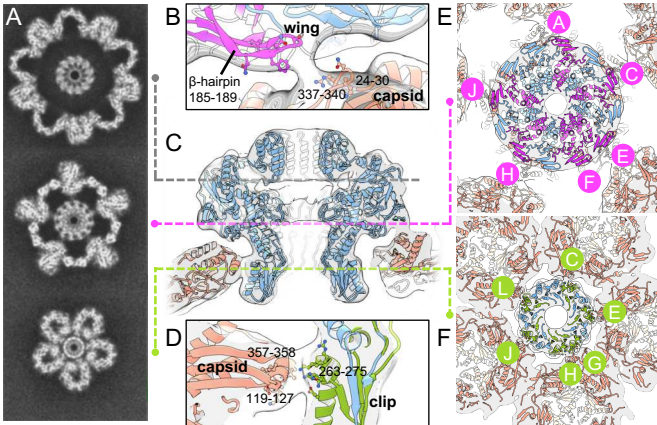 A
B
wing
β-hairpin
185-189
24-30
337-340
capsid
C
D
357-358
capsid
263-275
119-127
clip
E
A
C
J
E
H
F
F
C
L
E
J
G
H